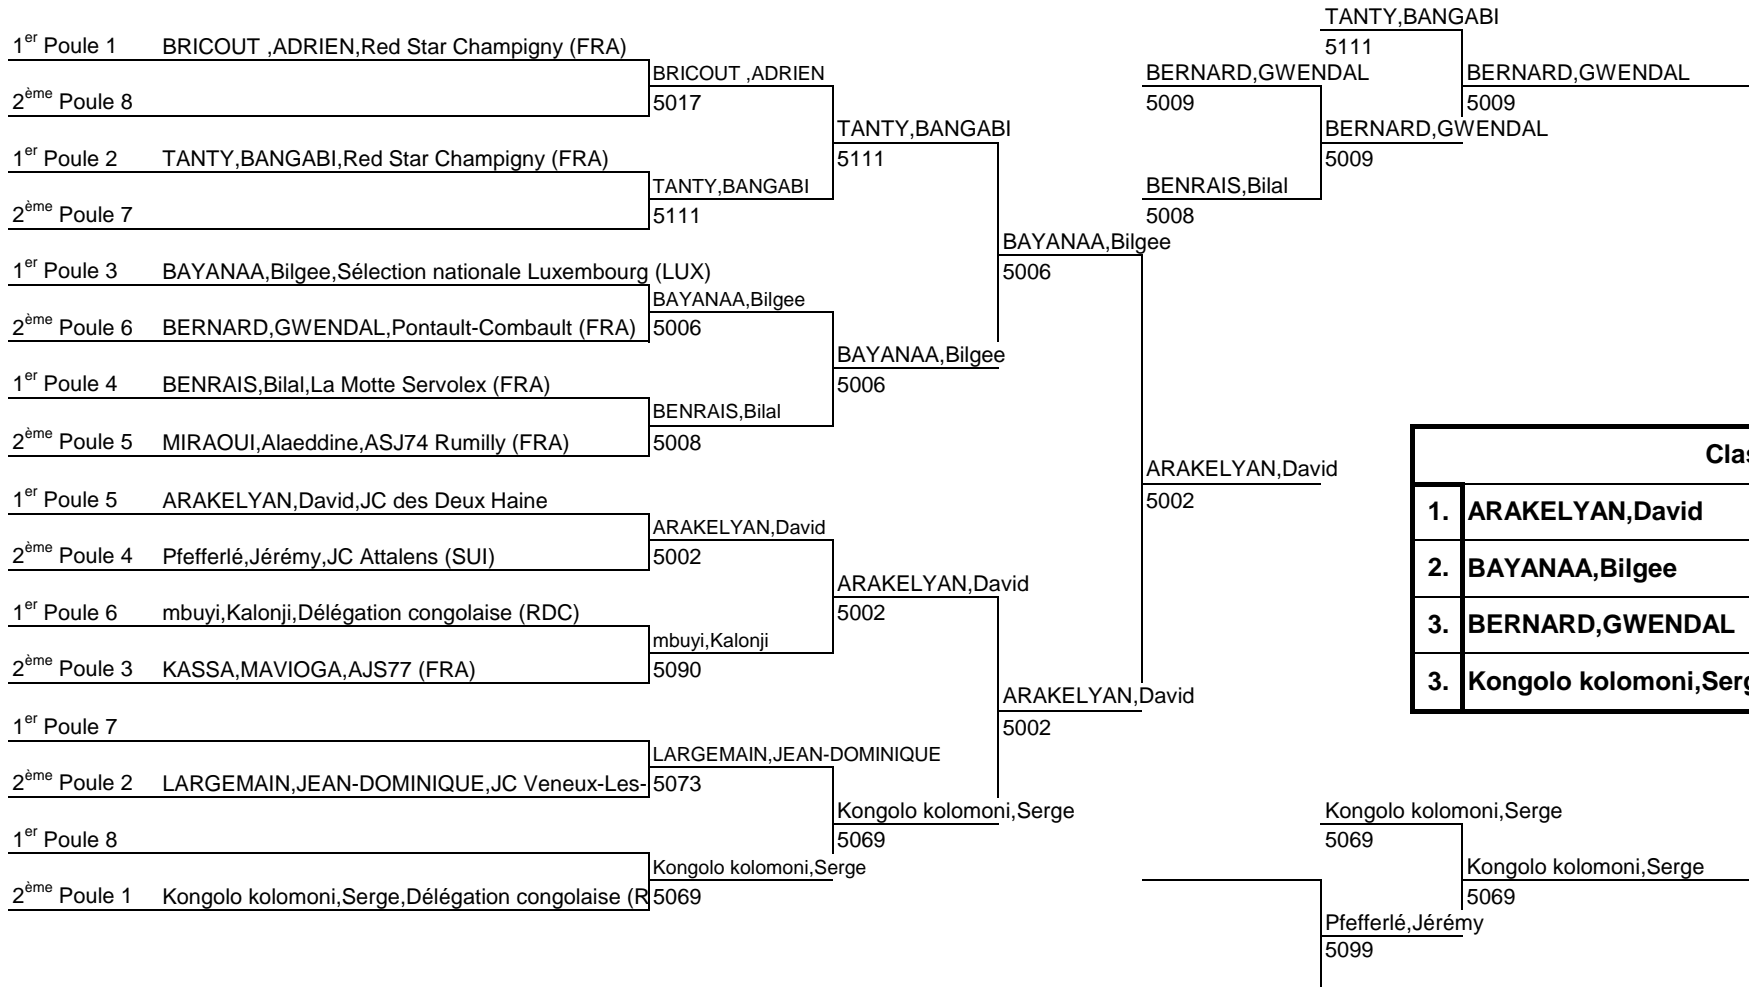 1er Poule 1 BRICOUT ,ADRIEN,Red Star Champigny (FRA)
2ème Poule 8
1er Poule 2 TANTY,BANGABI,Red Star Champigny (FRA)
2ème Poule 7
1er Poule 3 BAYANAA,Bilgee,Sélection nationale Luxembourg (LUX)
2ème Poule 6 BERNARD,GWENDAL,Pontault-Combault (FRA)
1er Poule 4 BENRAIS,Bilal,La Motte Servolex (FRA)
2ème Poule 5 MIRAOUI,Alaeddine,ASJ74 Rumilly (FRA)
1er Poule 5 ARAKELYAN,David,JC des Deux Haine
2ème Poule 4 Pfefferlé,Jérémy,JC Attalens (SUI)
1er Poule 6 mbuyi,Kalonji,Délégation congolaise (RDC)
2ème Poule 3 KASSA,MAVIOGA,AJS77 (FRA)
1er Poule 7
2ème Poule 2 LARGEMAIN,JEAN-DOMINIQUE,JC Veneux-Les-
1er Poule 8
2ème Poule 1 Kongolo kolomoni,Serge,Délégation congolaise (R
BRICOUT ,ADRIEN
5017
TANTY,BANGABI
5111
BAYANAA,Bilgee
5006
BENRAIS,Bilal
5008
ARAKELYAN,David
5002
mbuyi,Kalonji
5090
LARGEMAIN,JEAN-DOMINIQUE
5073
Kongolo kolomoni,Serge
5069
TANTY,BANGABI
5111
BAYANAA,Bilgee
5006
ARAKELYAN,David
5002
Kongolo kolomoni,Serge
5069
BAYANAA,Bilgee
5006
ARAKELYAN,David
5002
ARAKELYAN,David
5002
BERNARD,GWENDAL
5009
BENRAIS,Bilal
5008
TANTY,BANGABI
5111
BERNARD,GWENDAL
5009
BERNARD,GWENDAL
5009
Clas
1. ARAKELYAN,David
2. BAYANAA,Bilgee
3. BERNARD,GWENDAL
3. Kongolo kolomoni,Serg
Kongolo kolomoni,Serge
5069
Pfefferlé,Jérémy
5099
Kongolo kolomoni,Serge
5069